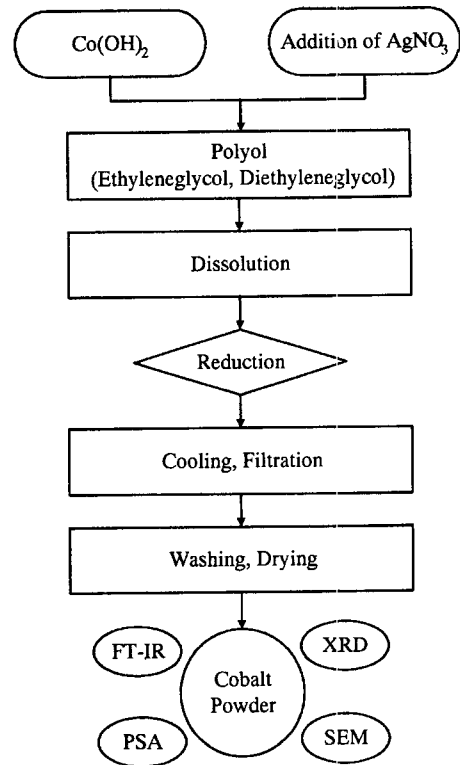 Co(OH)₂
Addition of AgNO₃
Polyol
(Ethyleneglycol, Diethyleneglycol)
Dissolution
Reduction
Cooling, Filtration
Washing, Drying
FT-IR
XRD
Cobalt
Powder
PSA
SEM